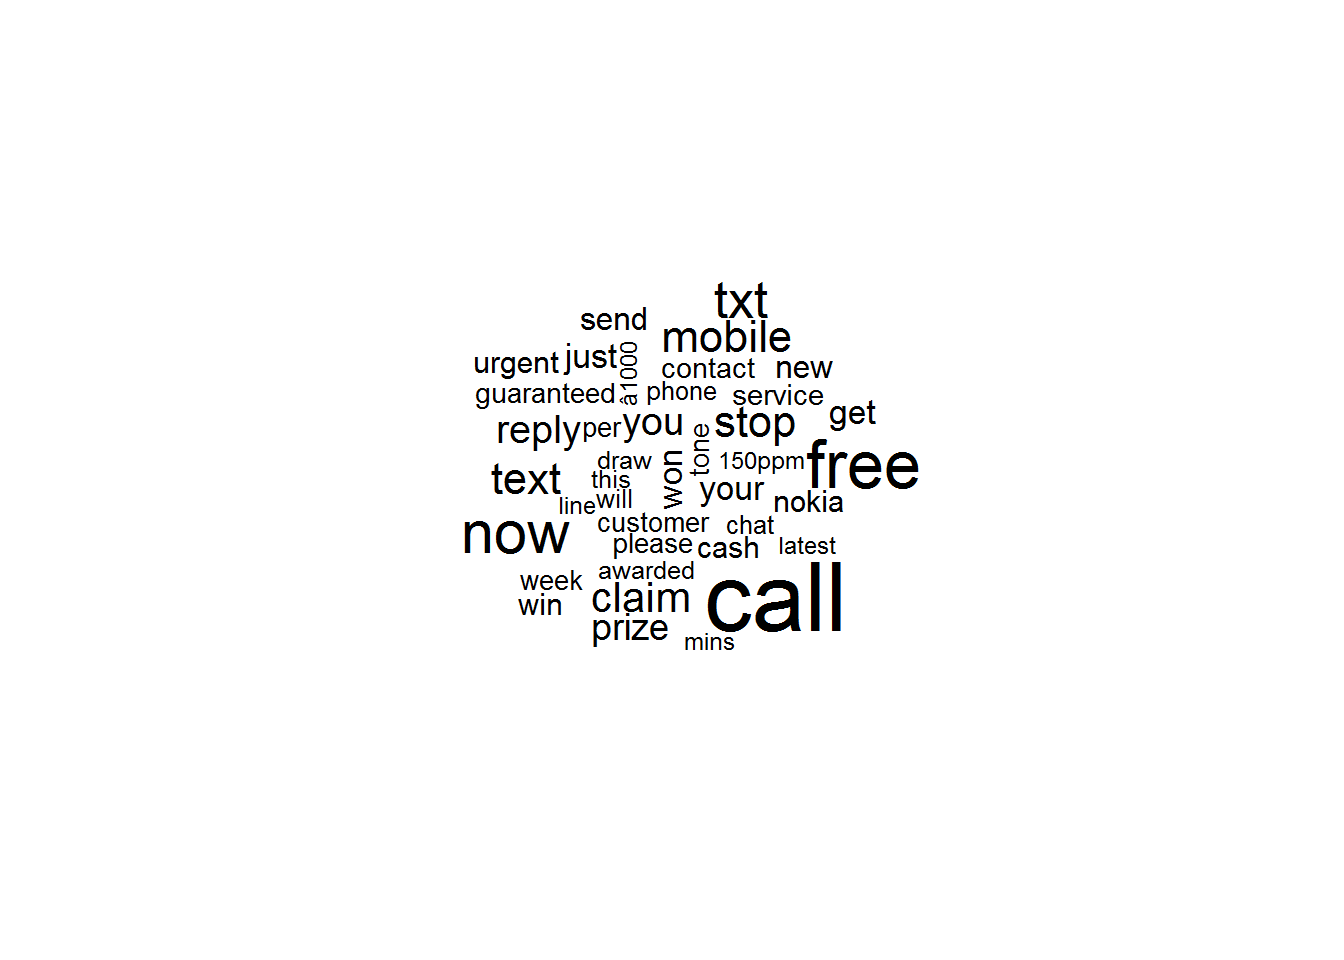 txt
send
mobile
urgent
just
â1000
contact
new
guaranteed
phone
service
reply
per
you
stop
get
tone
draw
150ppm
free
this
won
text
your
line
will
nokia
now
customer
chat
please
cash
latest
week
awarded
call
win
claim
prize
mins